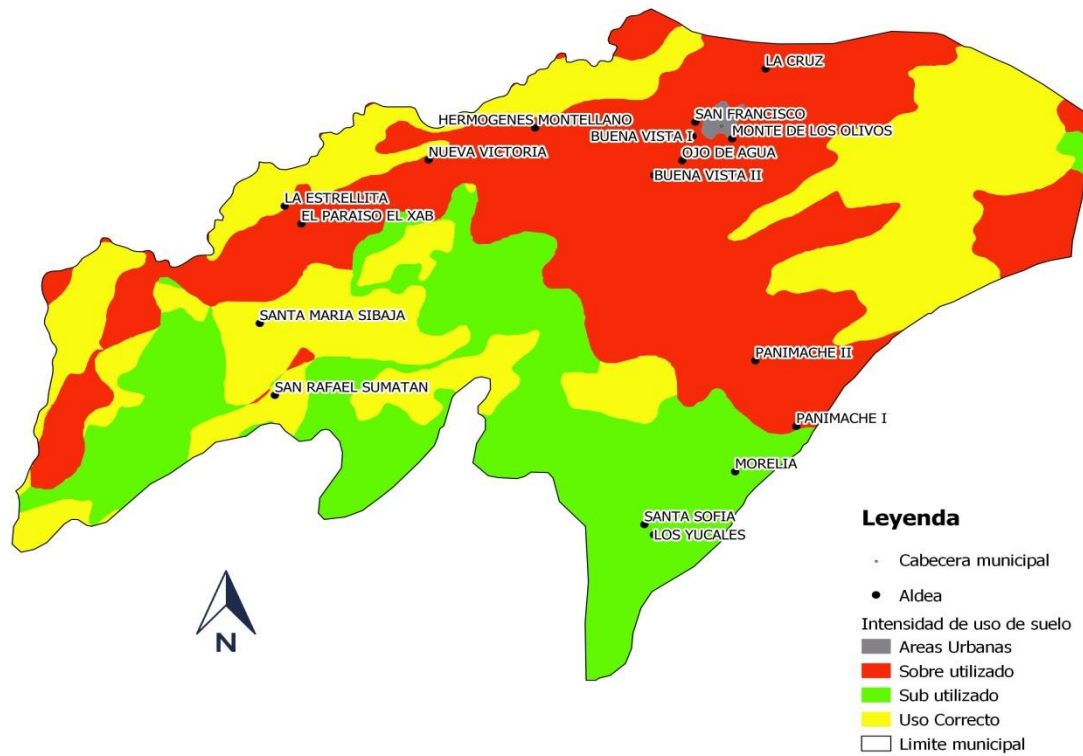 LA CRUZ
SAN FRANCISCO
HERMOGENES MONTELLANO
BUENA VISTA I
MONTE DE LOS OLIVOS
NUEVA VICTORIA
OJO DE AGUA
BUENA VISTA II
LA ESTRELLITA
EL PARAISO EL XAB
SANTA MARIA SIBAJA
PANIMACHE II
SAN RAFAEL SUMATAN
PANIMACHE I
MORELIA
SANTA SOFIA
LOS YUCALES
N
Leyenda
Cabecera municipal
Aldea
Intensidad de uso de suelo
Areas Urbanas
Sobre utilizado
Sub utilizado
Uso Correcto
Limite municipal